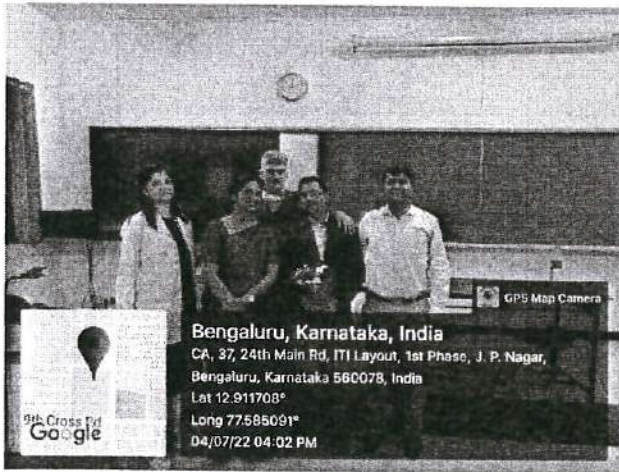 GPS Map Camera
Bengaluru, Karnataka, India
CA, 37, 24th Main Rd, ITI Layout, 1st Phase, J. P. Nagar,
Bengaluru, Karnataka 560078, India
Lat 12.911708°
Long 77.585091°
04/07/22 04:02 PM
9th Cross Rd
Google